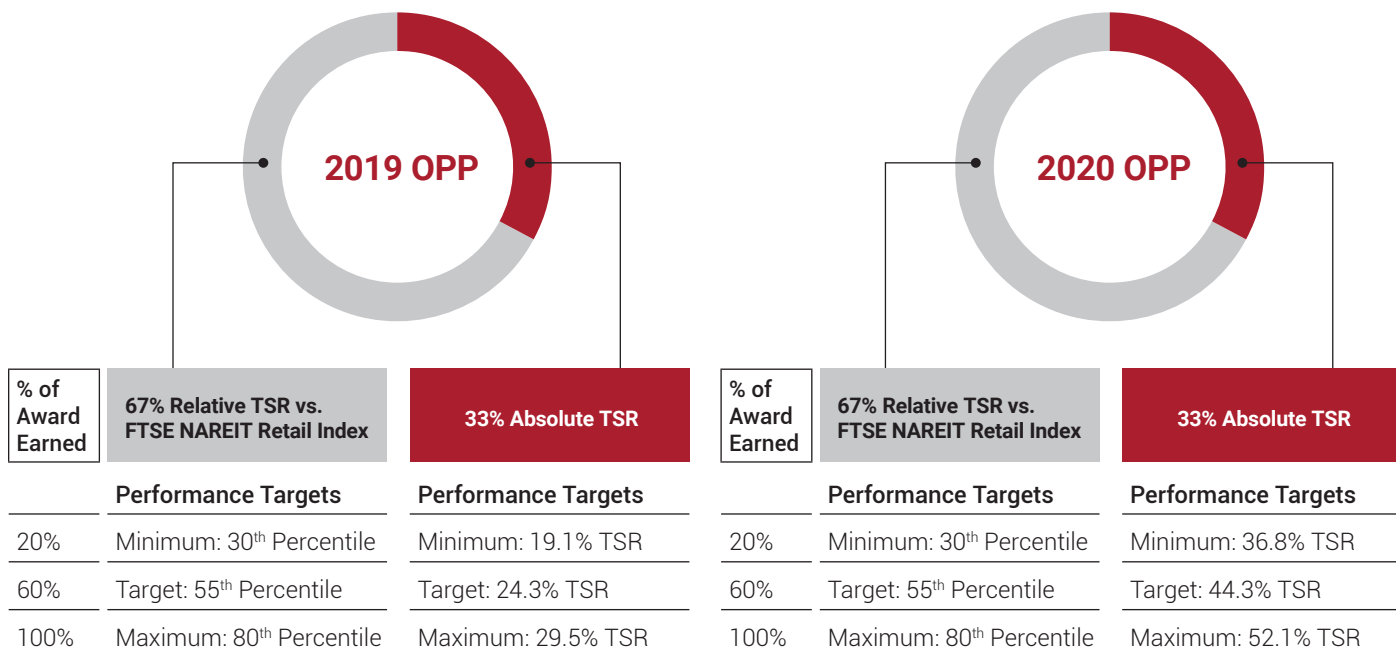 2019 OPP
% of
Award
Earned
67% Relative TSR vs.
FTSE NAREIT Retail Index
33% Absolute TSR
Performance Targets Performance Targets
20% Minimum: 30th Percentile Minimum: 19.1% TSR
60% Target: 55th Percentile Target: 24.3% TSR
100% Maximum: 80th Percentile Maximum: 29.5% TSR
2020 OPP
% of
Award
Earned
67% Relative TSR vs.
FTSE NAREIT Retail Index
33% Absolute TSR
Performance Targets Performance Targets
20% Minimum: 30th Percentile Minimum: 36.8% TSR
60% Target: 55th Percentile Target: 44.3% TSR
100% Maximum: 80th Percentile Maximum: 52.1% TSR